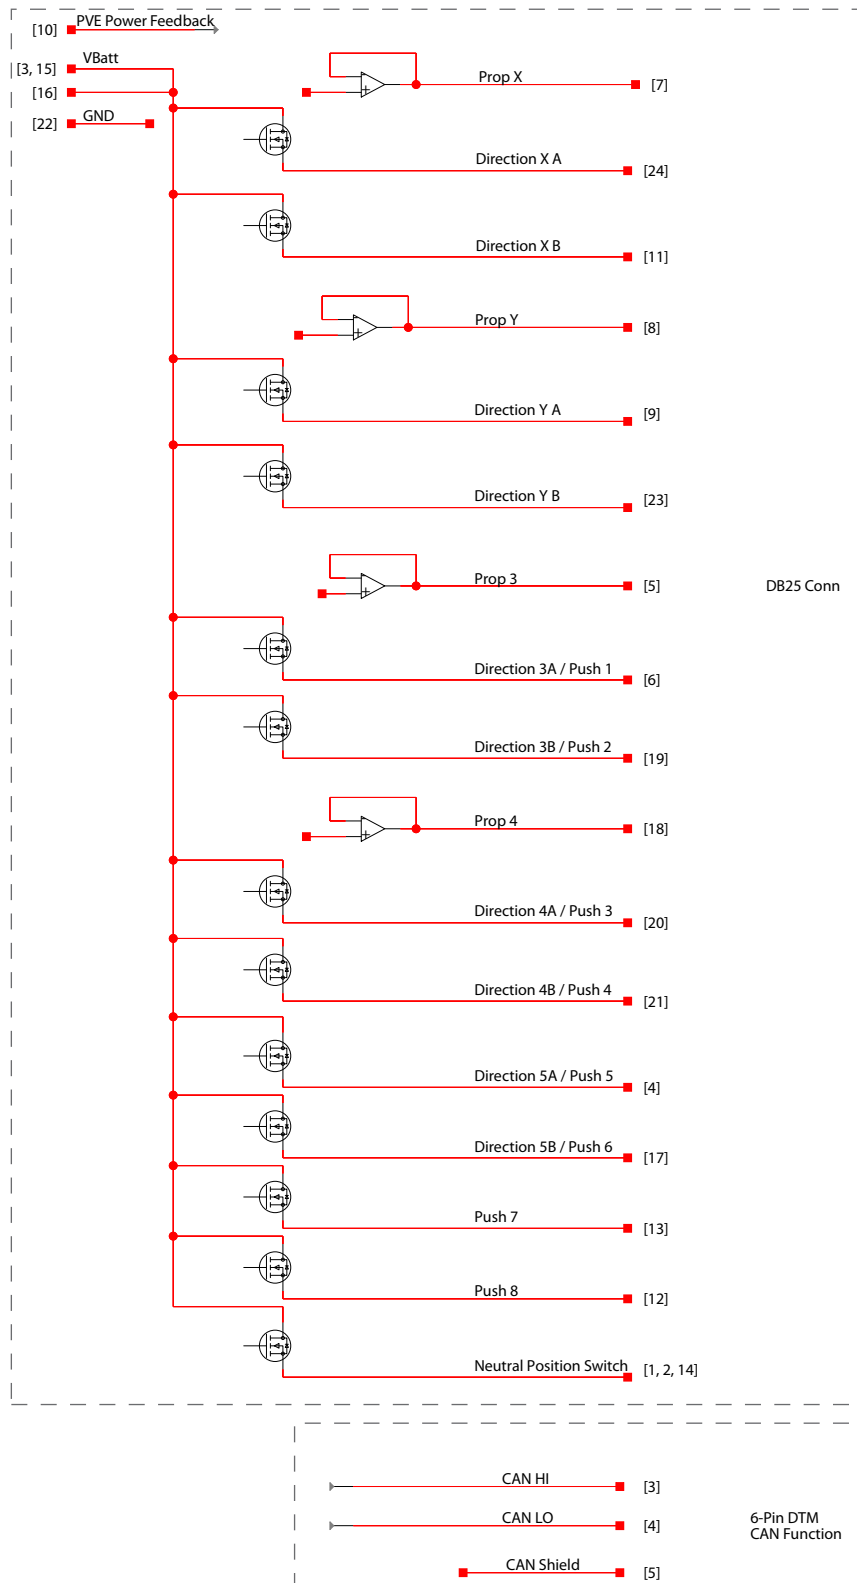 PVE Power Feedback
[10]
VBatt
[3, 15]
[16]
GND
[22]
Prop X
[7]
Direction X A
[24]
Direction X B
[11]
Prop Y
[8]
Direction Y A
[9]
Direction Y B
[23]
Prop 3
[5]
DB25 Conn
Direction 3A / Push 1
[6]
Direction 3B / Push 2
[19]
Prop 4
[18]
Direction 4A / Push 3
[20]
Direction 4B / Push 4
[21]
Direction 5A / Push 5
[4]
Direction 5B / Push 6
[17]
Push 7
[13]
Push 8
[12]
Neutral Position Switch
[1, 2, 14]
CAN HI
[3]
CAN LO
[4]
6-Pin DTM
CAN Function
CAN Shield
[5]